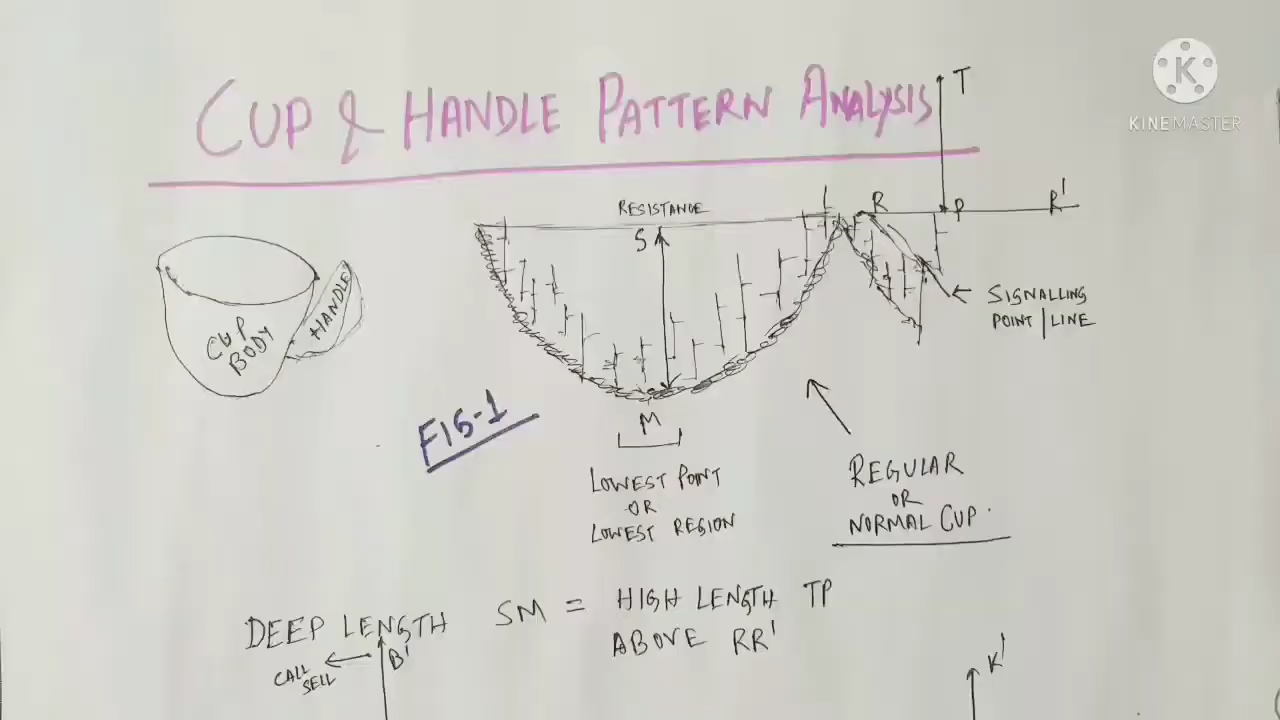 CUP & HANDLE PATTERN ANALYSIS
T
KINEMASTER
RESISTANCE
R
P
R'
S
CUP
BODY
HANDLE
SIGNALLING
POINT | LINE
FIG-1
M
LOWEST POINT
OR
LOWEST REGION
REGULAR
OR
NORMAL CUP.
DEEP LENGTH SM = HIGH LENGTH TP
ABOVE RR'
CALL
SELL
B'
K'